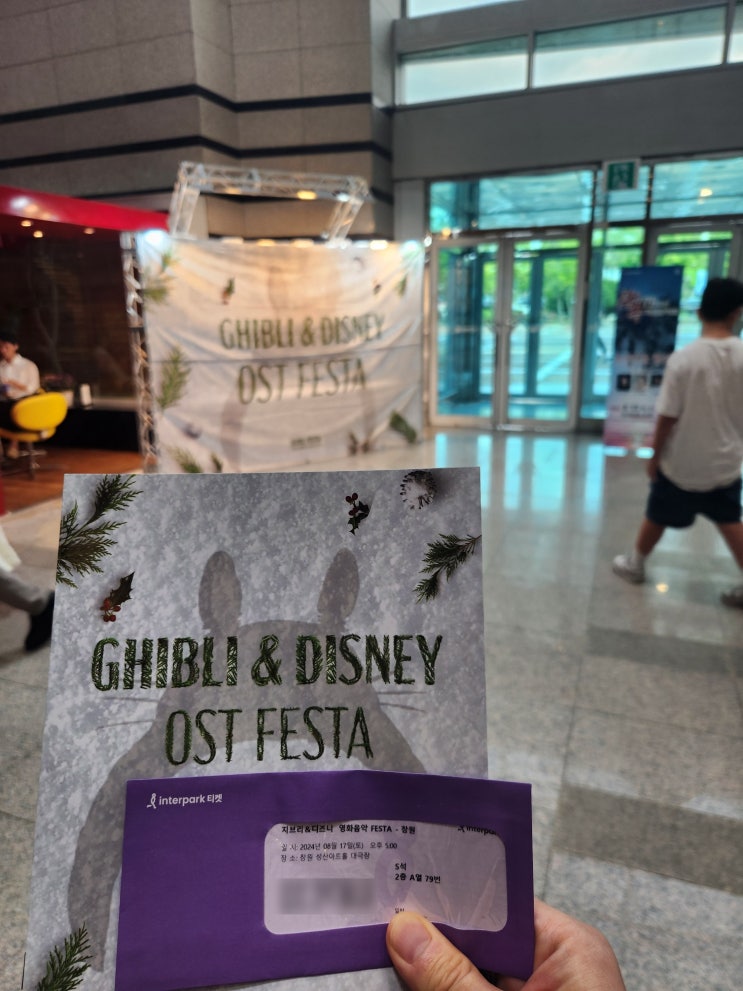 GHIBLI & DISNEY
OST FESTA
GHIBLI & DISNEY
OST FESTA
interpark 티켓
지브리&디즈니 영화음악 FESTA - 창원
일 시: 2024년 08월 17일(토) 오후 5:00
장 소: 창원 성산아트홀 대극장
S석
2층 A열 79번